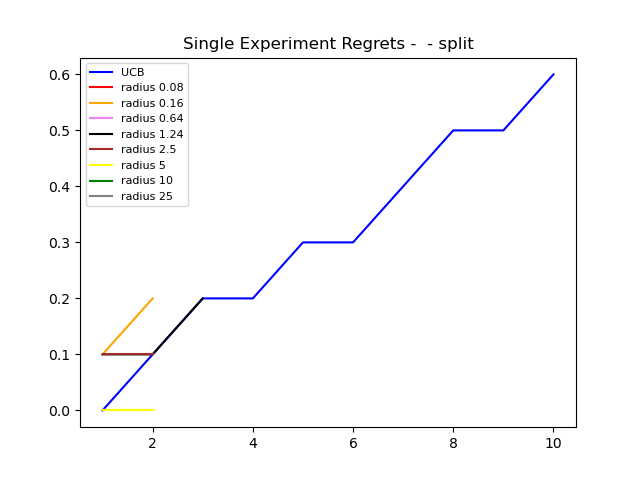 Single Experiment Regrets -  - split
UCB
radius 0.08
radius 0.16
radius 0.64
radius 1.24
radius 2.5
radius 5
radius 10
radius 25
0.6
0.5
0.4
0.3
0.2
0.1
0.0
2 4 6 8 10